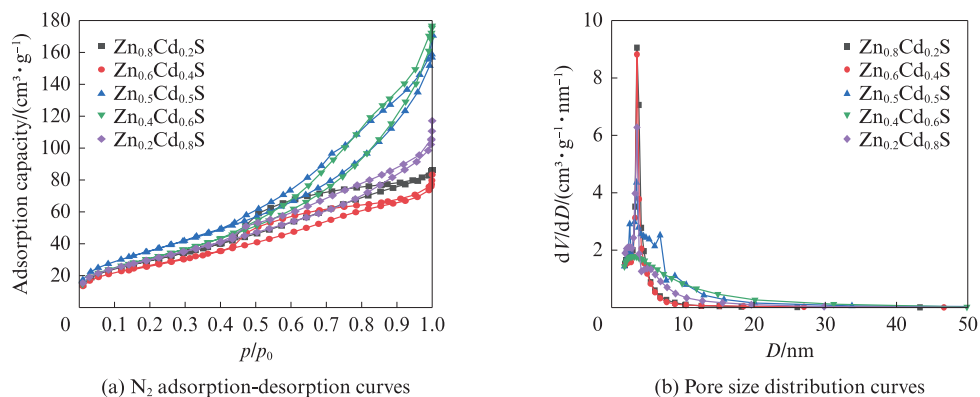 Adsorption capacity/(cm³·g⁻¹)
180
160
140
120
100
80
60
40
20
0
Zn₀.₈Cd₀.₂S
Zn₀.₆Cd₀.₄S
Zn₀.₅Cd₀.₅S
Zn₀.₄Cd₀.₆S
Zn₀.₂Cd₀.₈S
0.1 0.2 0.3 0.4 0.5 0.6 0.7 0.8 0.9 1.0
p/p₀
(a) N₂ adsorption-desorption curves
dV/dD/(cm³·g⁻¹·nm⁻¹)
10
8
6
4
2
0
Zn₀.₈Cd₀.₂S
Zn₀.₆Cd₀.₄S
Zn₀.₅Cd₀.₅S
Zn₀.₄Cd₀.₆S
Zn₀.₂Cd₀.₈S
10 20 30 40 50
D/nm
(b) Pore size distribution curves